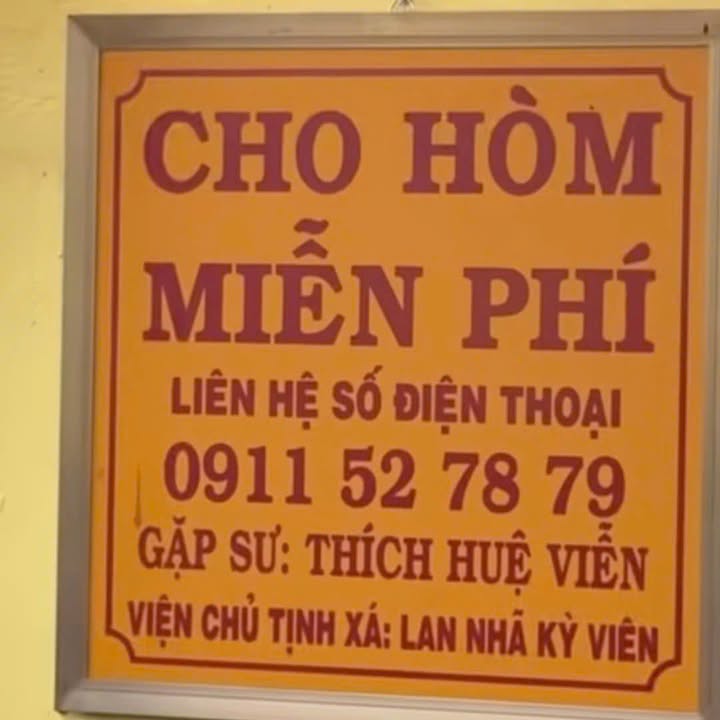 CHO HÒM
MIỄN PHÍ
LIÊN HỆ SỐ ĐIỆN THOẠI
0911 52 78 79
GẶP SƯ: THÍCH HUỆ VIỄN
VIỆN CHỦ TỊNH XÁ: LAN NHÃ KỲ VIÊN